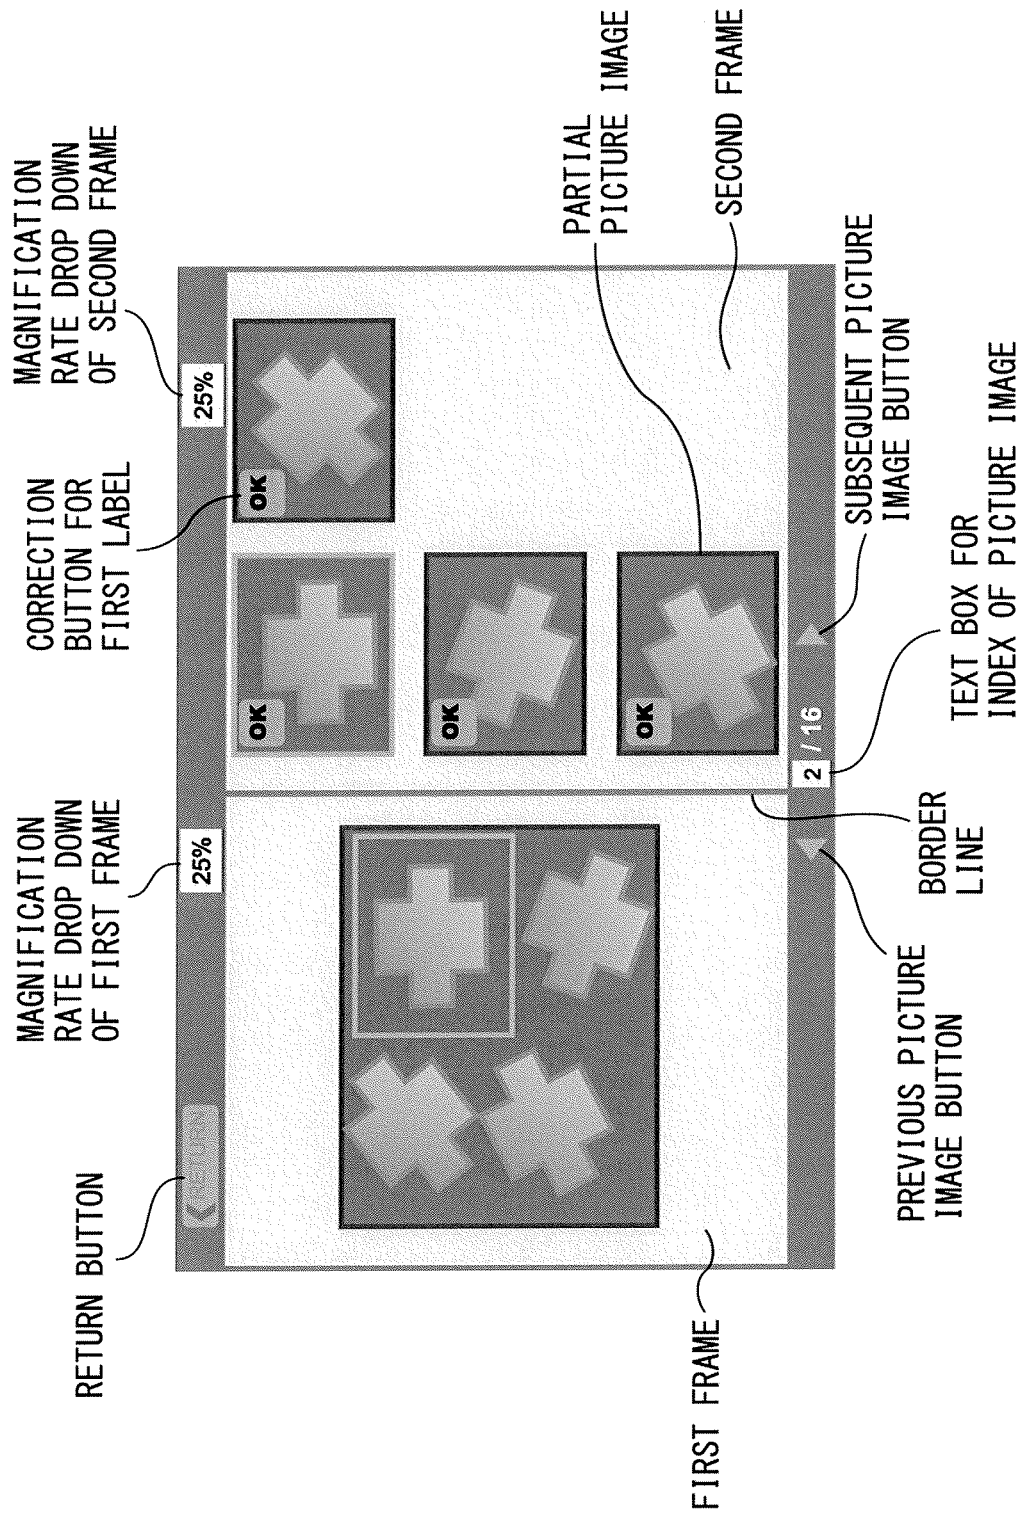 RETURN BUTTON
MAGNIFICATION
RATE DROP DOWN
OF FIRST FRAME
CORRECTION
BUTTON FOR
FIRST LABEL
MAGNIFICATION
RATE DROP DOWN
OF SECOND FRAME
RETURN
25%
25%
OK
OK
OK
OK
2 / 16
FIRST FRAME
PREVIOUS PICTURE
IMAGE BUTTON
BORDER
LINE
TEXT BOX FOR
INDEX OF PICTURE IMAGE
SUBSEQUENT PICTURE
IMAGE BUTTON
PARTIAL
PICTURE IMAGE
SECOND FRAME